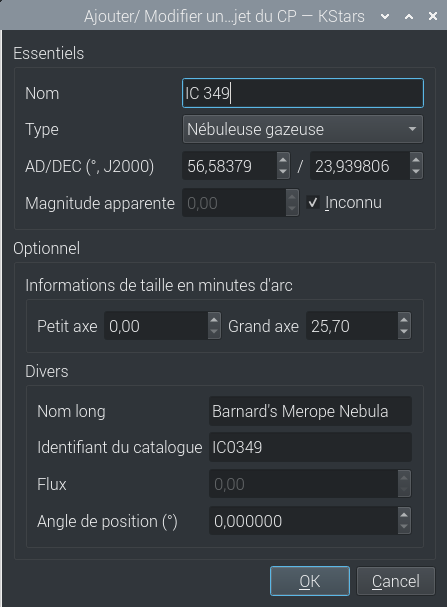 Ajouter/ Modifier un...jet du CP — KStars
Essentiels
Nom IC 349
Type Nébuleuse gazeuse
AD/DEC (°, J2000) 56,58379 / 23,939806
Magnitude apparente 0,00 Inconnu
Optionnel
Informations de taille en minutes d'arc
Petit axe 0,00 Grand axe 25,70
Divers
Nom long Barnard's Merope Nebula
Identifiant du catalogue IC0349
Flux 0,00
Angle de position (°) 0,000000
OK Cancel